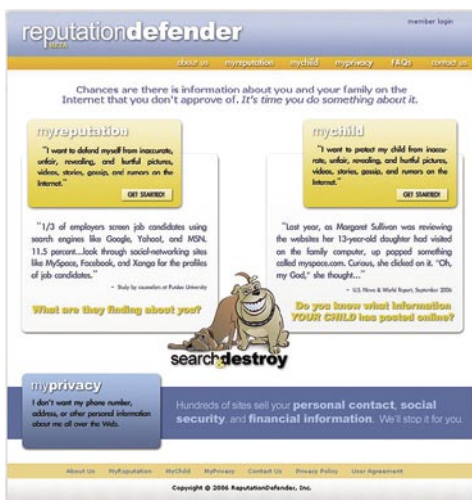 member login
reputationdefender
BETA
about us myreputation mychild myprivacy FAQs contact us
Chances are there is information about you and your family on the
Internet that you don't approve of. It's time you do something about it.
myreputation
"I want to defend myself from inaccurate,
unfair, revealing, and hurtful pictures,
videos, stories, gossip, and rumors on the
Internet."
GET STARTED!
"1/3 of employers screen job candidates using
search engines like Google, Yahoo!, and MSN.
11.5 percent...look through social-networking sites
like MySpace, Facebook, and Xanga for the profiles
of job candidates."
- Study by counselors at Purdue University
What are they finding about you?
mychild
"I want to protect my child from inaccu-
rate, unfair, revealing, and hurtful pictures,
videos, stories, gossip, and rumors on the
Internet."
GET STARTED!
"Last year, as Margaret Sullivan was reviewing
the websites her 13-year-old daughter had visited
on the family computer, up popped something
called myspace.com. Curious, she clicked on it. "Oh,
my God," she thought..."
- U.S. News & World Report, September 2006
Do you know what information
YOUR CHILD has posted online?
search&destroy
myprivacy
I don't want my phone number,
address, or other personal information
about me all over the Web.
Hundreds of sites sell your personal contact, social
security, and financial information. We'll stop it for you.
About Us MyReputation MyChild MyPrivacy Contact Us Privacy Policy User Agreement
Copyright © 2006 ReputationDefender, Inc.